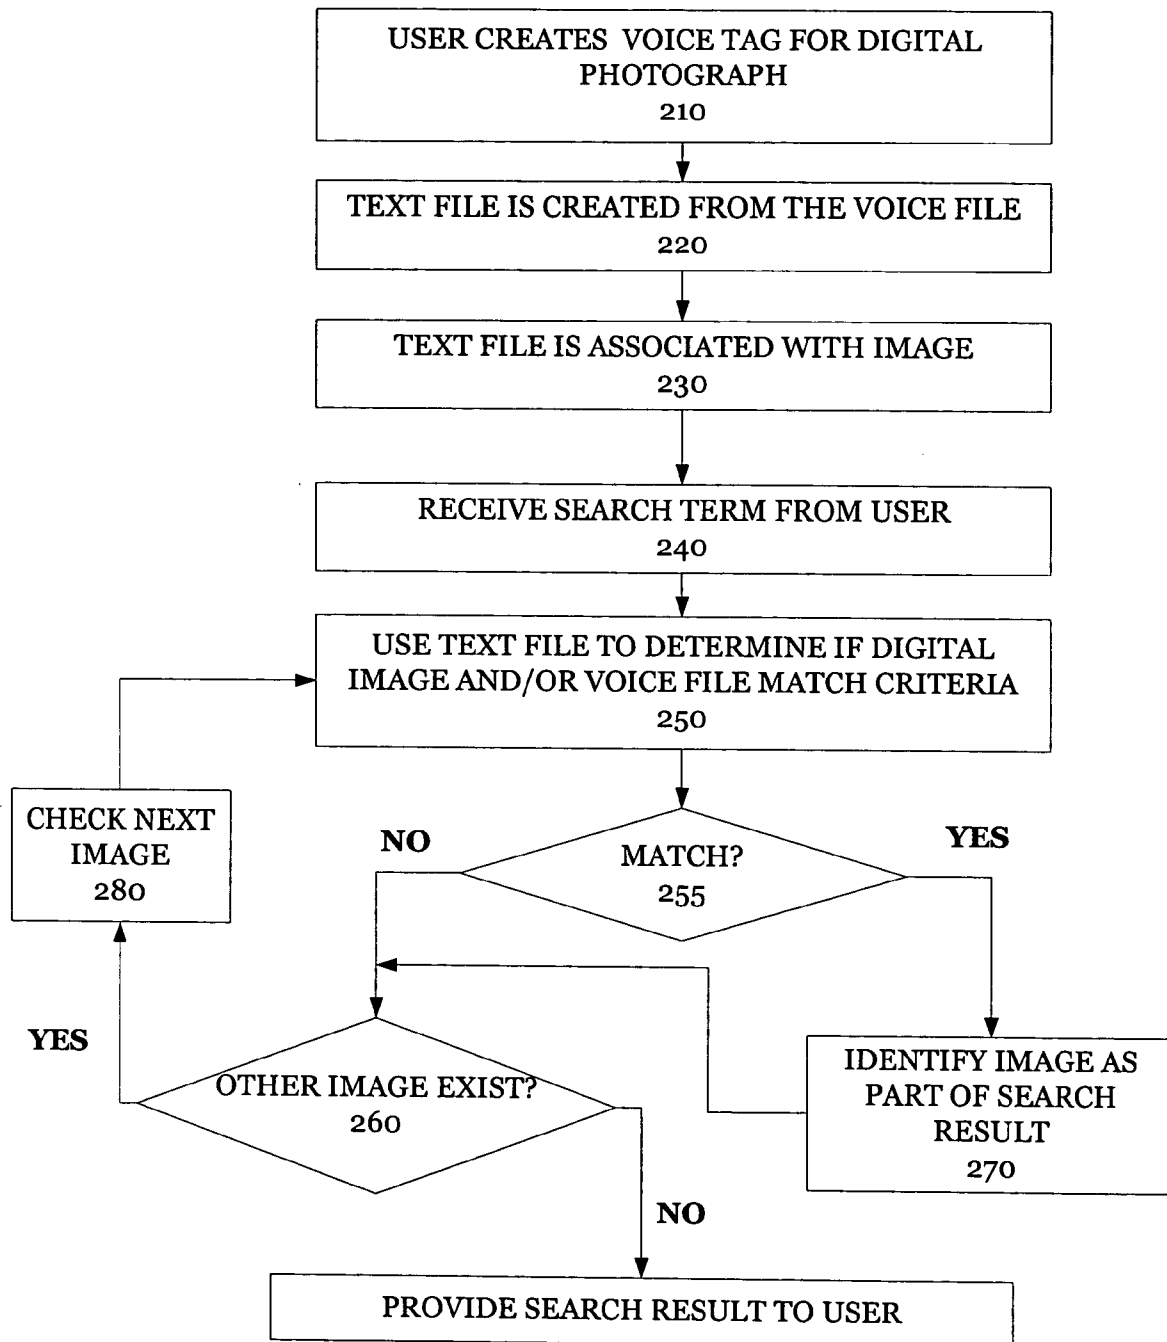 USER CREATES VOICE TAG FOR DIGITAL
PHOTOGRAPH
210
TEXT FILE IS CREATED FROM THE VOICE FILE
220
TEXT FILE IS ASSOCIATED WITH IMAGE
230
RECEIVE SEARCH TERM FROM USER
240
USE TEXT FILE TO DETERMINE IF DIGITAL
IMAGE AND/OR VOICE FILE MATCH CRITERIA
250
CHECK NEXT
IMAGE
280
NO
MATCH?
255
YES
YES
OTHER IMAGE EXIST?
260
IDENTIFY IMAGE AS
PART OF SEARCH
RESULT
270
NO
PROVIDE SEARCH RESULT TO USER